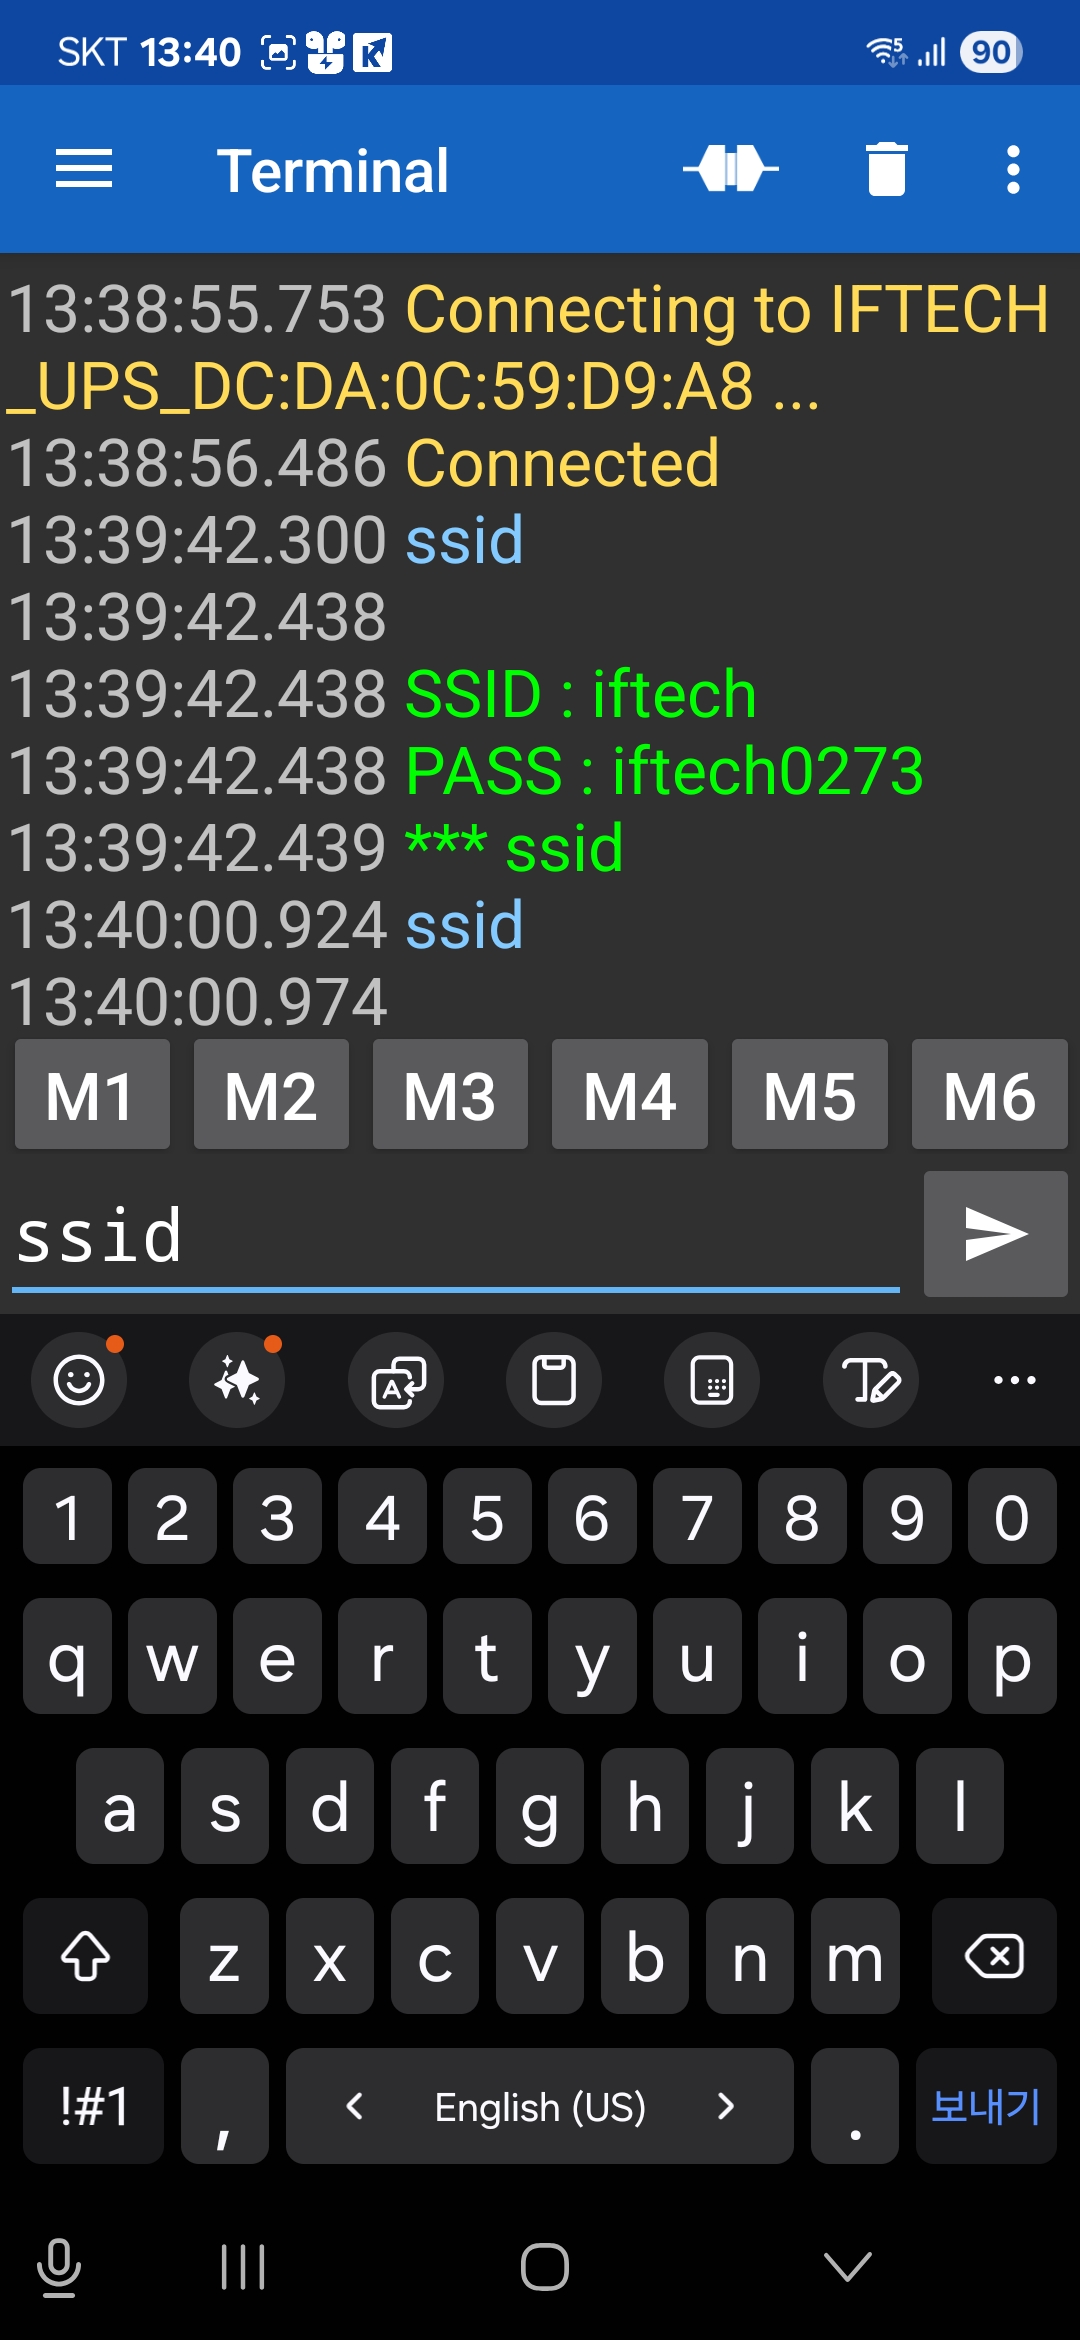 SKT 13:40
5 90
Terminal
13:38:55.753 Connecting to IFTECH
_UPS_DC:DA:0C:59:D9:A8 ...
13:38:56.486 Connected
13:39:42.300 ssid
13:39:42.438
13:39:42.438 SSID : iftech
13:39:42.438 PASS : iftech0273
13:39:42.439 *** ssid
13:40:00.924 ssid
13:40:00.974
M1 M2 M3 M4 M5 M6
ssid
1 2 3 4 5 6 7 8 9 0
q w e r t y u i o p
a s d f g h j k l
z x c v b n m
!#1 , < English (US) > . 보내기